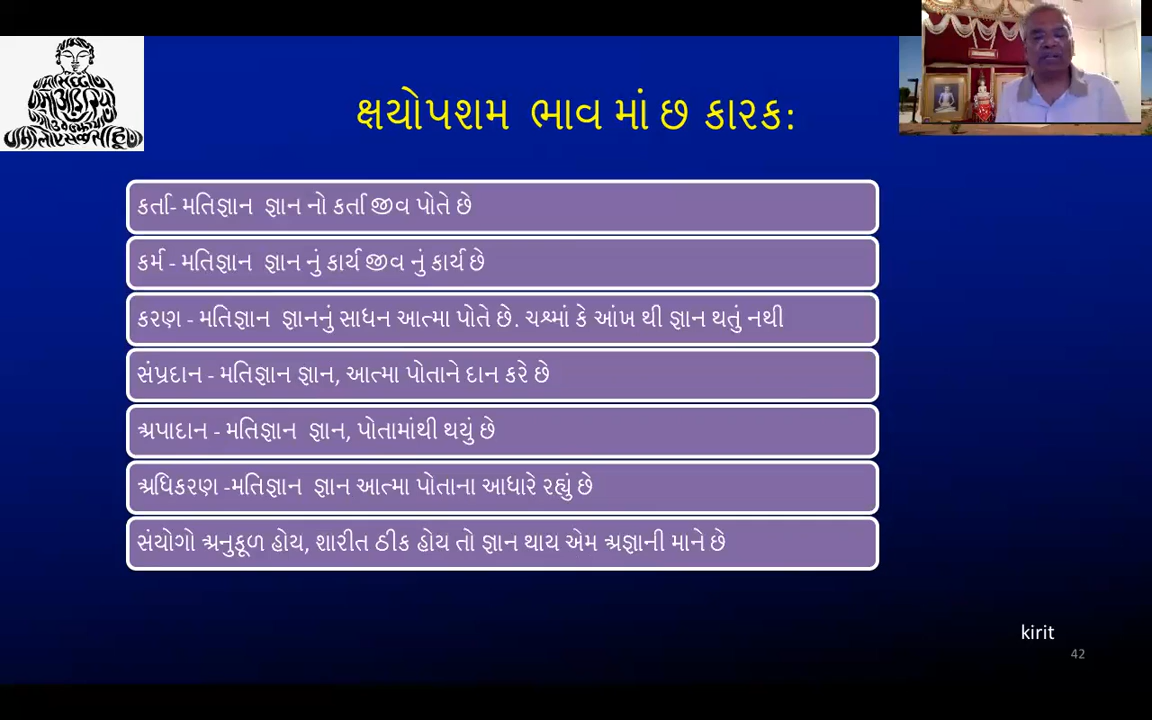 ક્ષયોપશમ ભાવ માં છ કારક:
કર્તા- મતિજ્ઞાન જ્ઞાન નો કર્તા જીવ પોતે છે
કર્મ - મતિજ્ઞાન જ્ઞાન નું કાર્ય જીવ નું કાર્ય છે
કરણ - મતિજ્ઞાન જ્ઞાનનું સાધન આત્મા પોતે છે. ચશ્માં કે આંખ થી જ્ઞાન થતું નથી
સંપ્રદાન - મતિજ્ઞાન જ્ઞાન, આત્મા પોતાને દાન કરે છે
અપાદાન - મતિજ્ઞાન જ્ઞાન, પોતામાંથી થયું છે
અધિકરણ -મતિજ્ઞાન જ્ઞાન આત્મા પોતાના આધારે રહ્યું છે
સંયોગો અનુકૂળ હોય, શારીત ઠીક હોય તો જ્ઞાન થાય એમ અજ્ઞાની માને છે
kirit
42